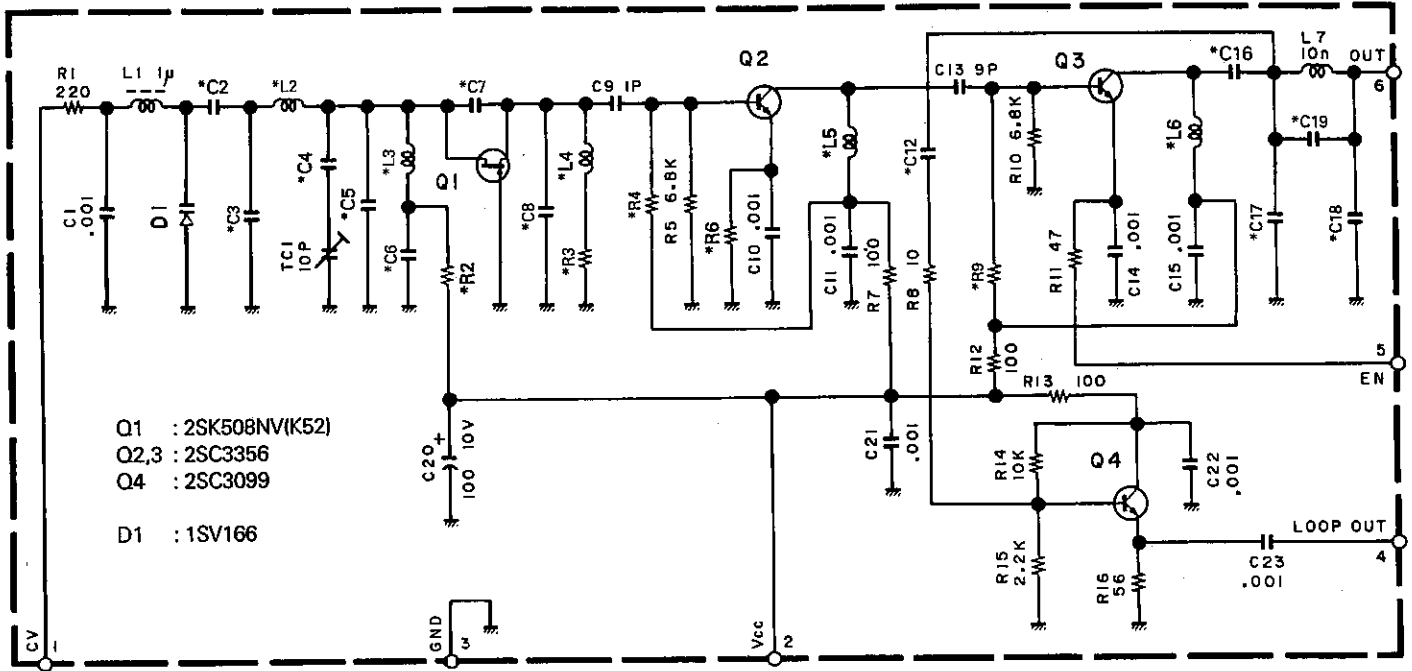 R1
220
L1 1μ
*C2
*L2
C1
.001
D1
*C3
*C4
TC1
10P
*C5
*L3
*C6
*R2
*C7
Q1
*C8
*L4
*R3
C9 1P
*R4
R5 6.8K
Q2
*R6
C10 .001
*L5
C11 .001
R7 100
C13 9P
*C12
R8 10
*R9
R10 6.8K
Q3
R11 47
C14 .001
*C16
*L6
C15 .001
L7
10n
OUT
6
*C19
*C17
*C18
5
EN
R12
100
R13 100
C20 + 10V
100
C21
.001
R14
10K
Q4
C22
.001
R15
2.2K
R16
56
C23
.001
LOOP OUT
4
Q1 : 2SK508NV(K52)
Q2,3 : 2SC3356
Q4 : 2SC3099
D1 : 1SV166
CV 1
GND 3
Vcc 2